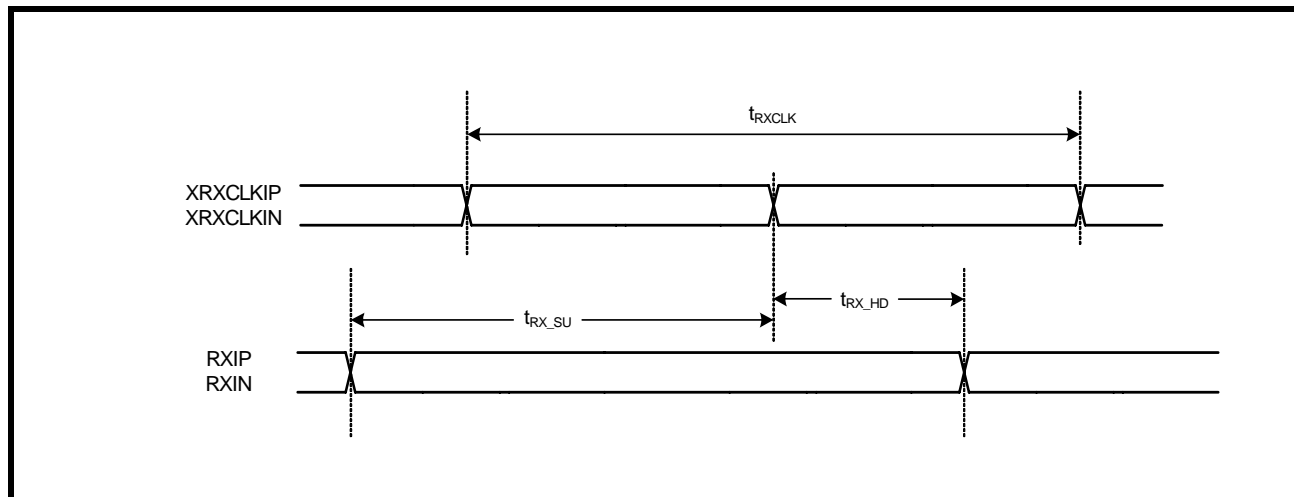 tRXCLK
XRXCLKIP
XRXCLKIN
tRX_HD
tRX_SU
RXIP
RXIN